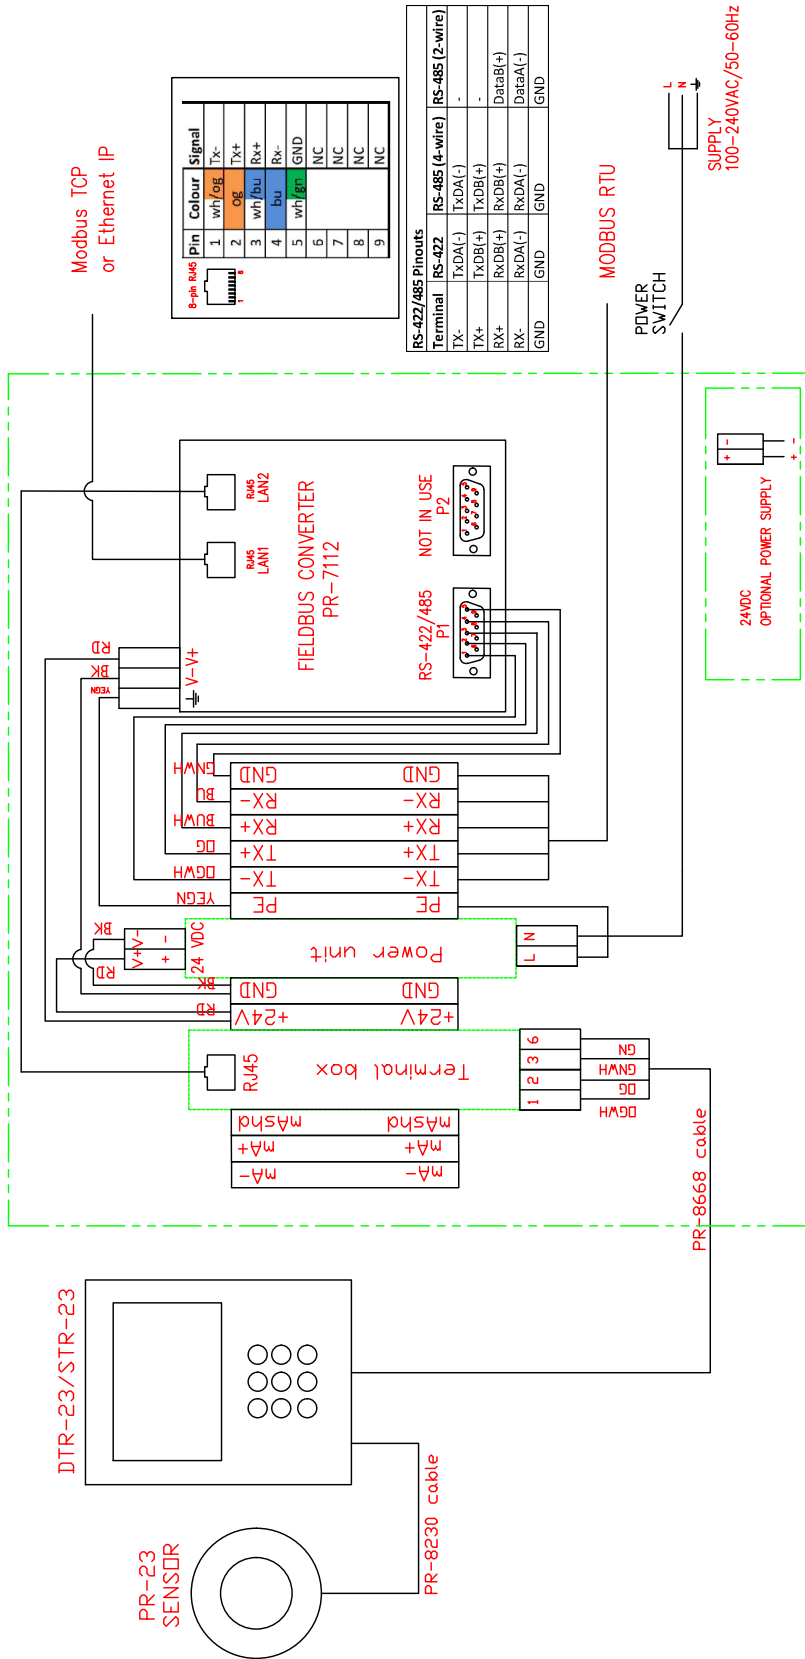 PR-23
SENSOR
PR-8230 cable
DTR-23/STR-23
PR-8668 cable
mA- mA-
mA+ mA+
mAshd mAshd
RJ45
Terminal box
1 2 3 6
OGWH
OG
GNWH
GN
+24V +24V
GND GND
RD
BK
24 VDC
Power unit
V+ V-
+ -
RD
BK
L N
PE PE
TX- TX-
TX+ TX+
RX+ RX+
RX- RX-
GND GND
YEGN
OGWH
OG
BUWH
BU
GNWH
YEGN
BK
RD
V- V+
FIELDBUS CONVERTER
PR-7112
RJ45
LAN1
RJ45
LAN2
RS-422/485
P1
NOT IN USE
P2
Modbus TCP
or Ethernet IP
MODBUS RTU
POWER
SWITCH
L
N
SUPPLY
100-240VAC/50-60Hz
24VDC
OPTIONAL POWER SUPPLY
+ -
+ -
8-pin RJ45
1 8
Pin Colour Signal
1 wh/og Tx-
2 og Tx+
3 wh/bu Rx+
4 bu Rx-
5 wh/gn GND
6 NC
7 NC
8 NC
9 NC
RS-422/485 Pinouts
Terminal RS-422 RS-485 (4-wire) RS-485 (2-wire)
TX- TxDA(-) TxDA(-) -
TX+ TxDB(+) TxDB(+) -
RX+ RxDB(+) RxDB(+) DataB(+)
RX- RxDA(-) RxDA(-) DataA(-)
GND GND GND GND